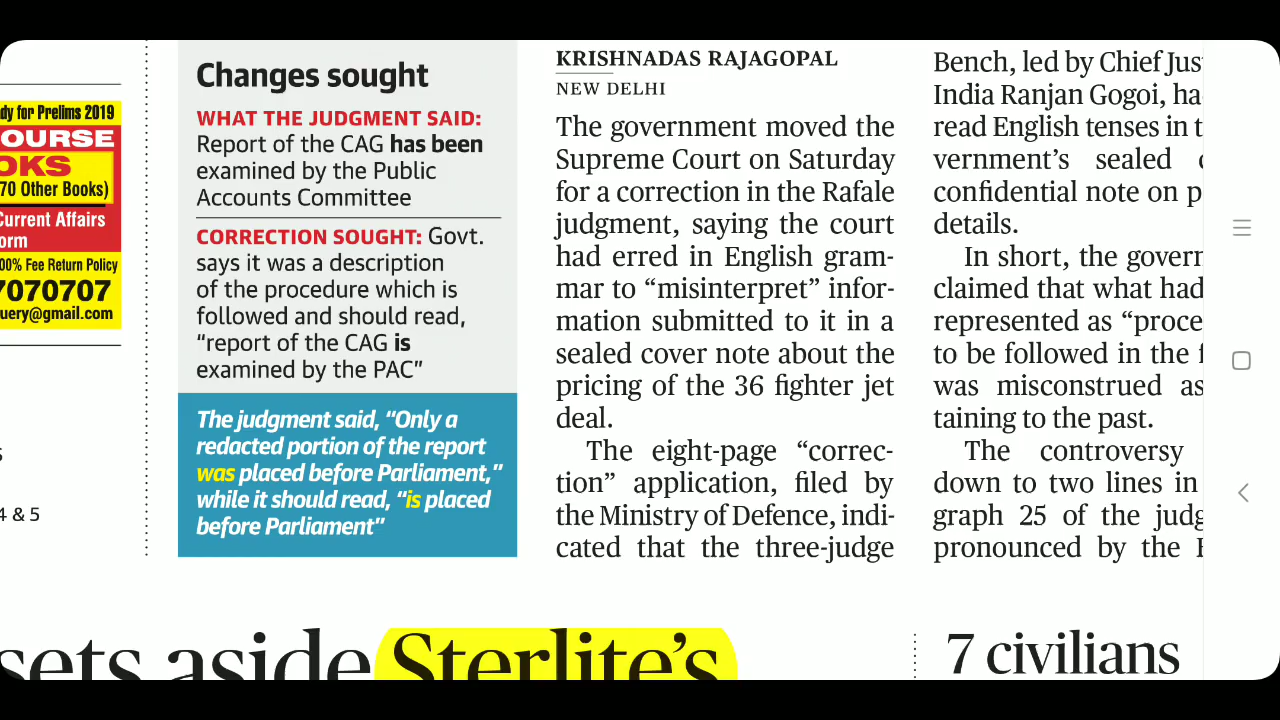 dy for Prelims 2019
OURSE
OKS
70 Other Books)
Current Affairs
orm
00% Fee Return Policy
7070707
uery@gmail.com
4 & 5
Changes sought
WHAT THE JUDGMENT SAID:
Report of the CAG has been
examined by the Public
Accounts Committee
CORRECTION SOUGHT: Govt.
says it was a description
of the procedure which is
followed and should read,
“report of the CAG is
examined by the PAC”
The judgment said, “Only a
redacted portion of the report
was placed before Parliament,”
while it should read, “is placed
before Parliament”
KRISHNADAS RAJAGOPAL
NEW DELHI
The government moved the
Supreme Court on Saturday
for a correction in the Rafale
judgment, saying the court
had erred in English gram-
mar to “misinterpret” infor-
mation submitted to it in a
sealed cover note about the
pricing of the 36 fighter jet
deal.
The eight-page “correc-
tion” application, filed by
the Ministry of Defence, indi-
cated that the three-judge
Bench, led by Chief Jus
India Ranjan Gogoi, ha
read English tenses in t
vernment’s sealed c
confidential note on p
details.
In short, the govern
claimed that what had
represented as “proce
to be followed in the f
was misconstrued as
taining to the past.
The controversy
down to two lines in
graph 25 of the judg
pronounced by the
sets aside Sterlite’s
7 civilians